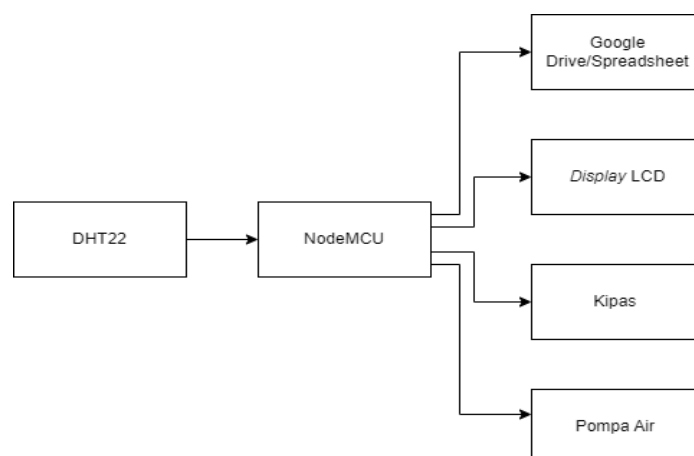 Google
Drive/Spreadsheet
Display LCD
DHT22
NodeMCU
Kipas
Pompa Air